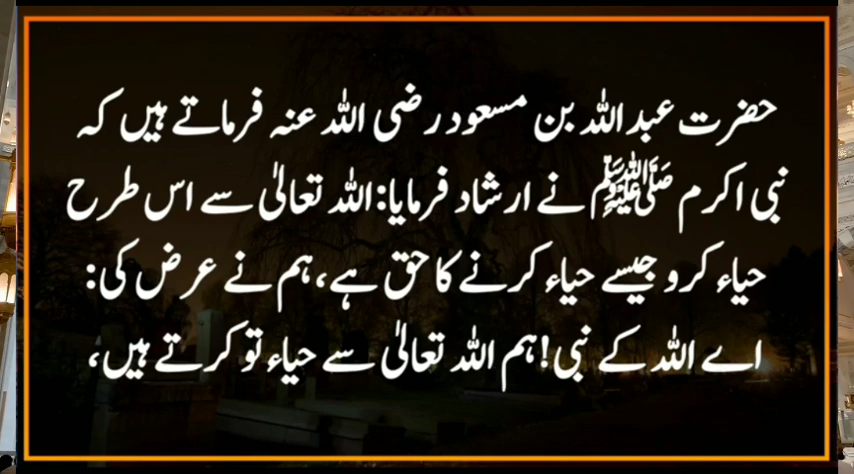 حضرت عبداللہ بن مسعود رضی اللہ عنہ فرماتے ہیں کہ
نبی اکرم ﷺ نے ارشاد فرمایا: اللہ تعالیٰ سے اس طرح
حیاء کرو جیسے حیاء کرنے کا حق ہے، ہم نے عرض کی:
اے اللہ کے نبی! ہم اللہ تعالیٰ سے حیاء تو کرتے ہیں،